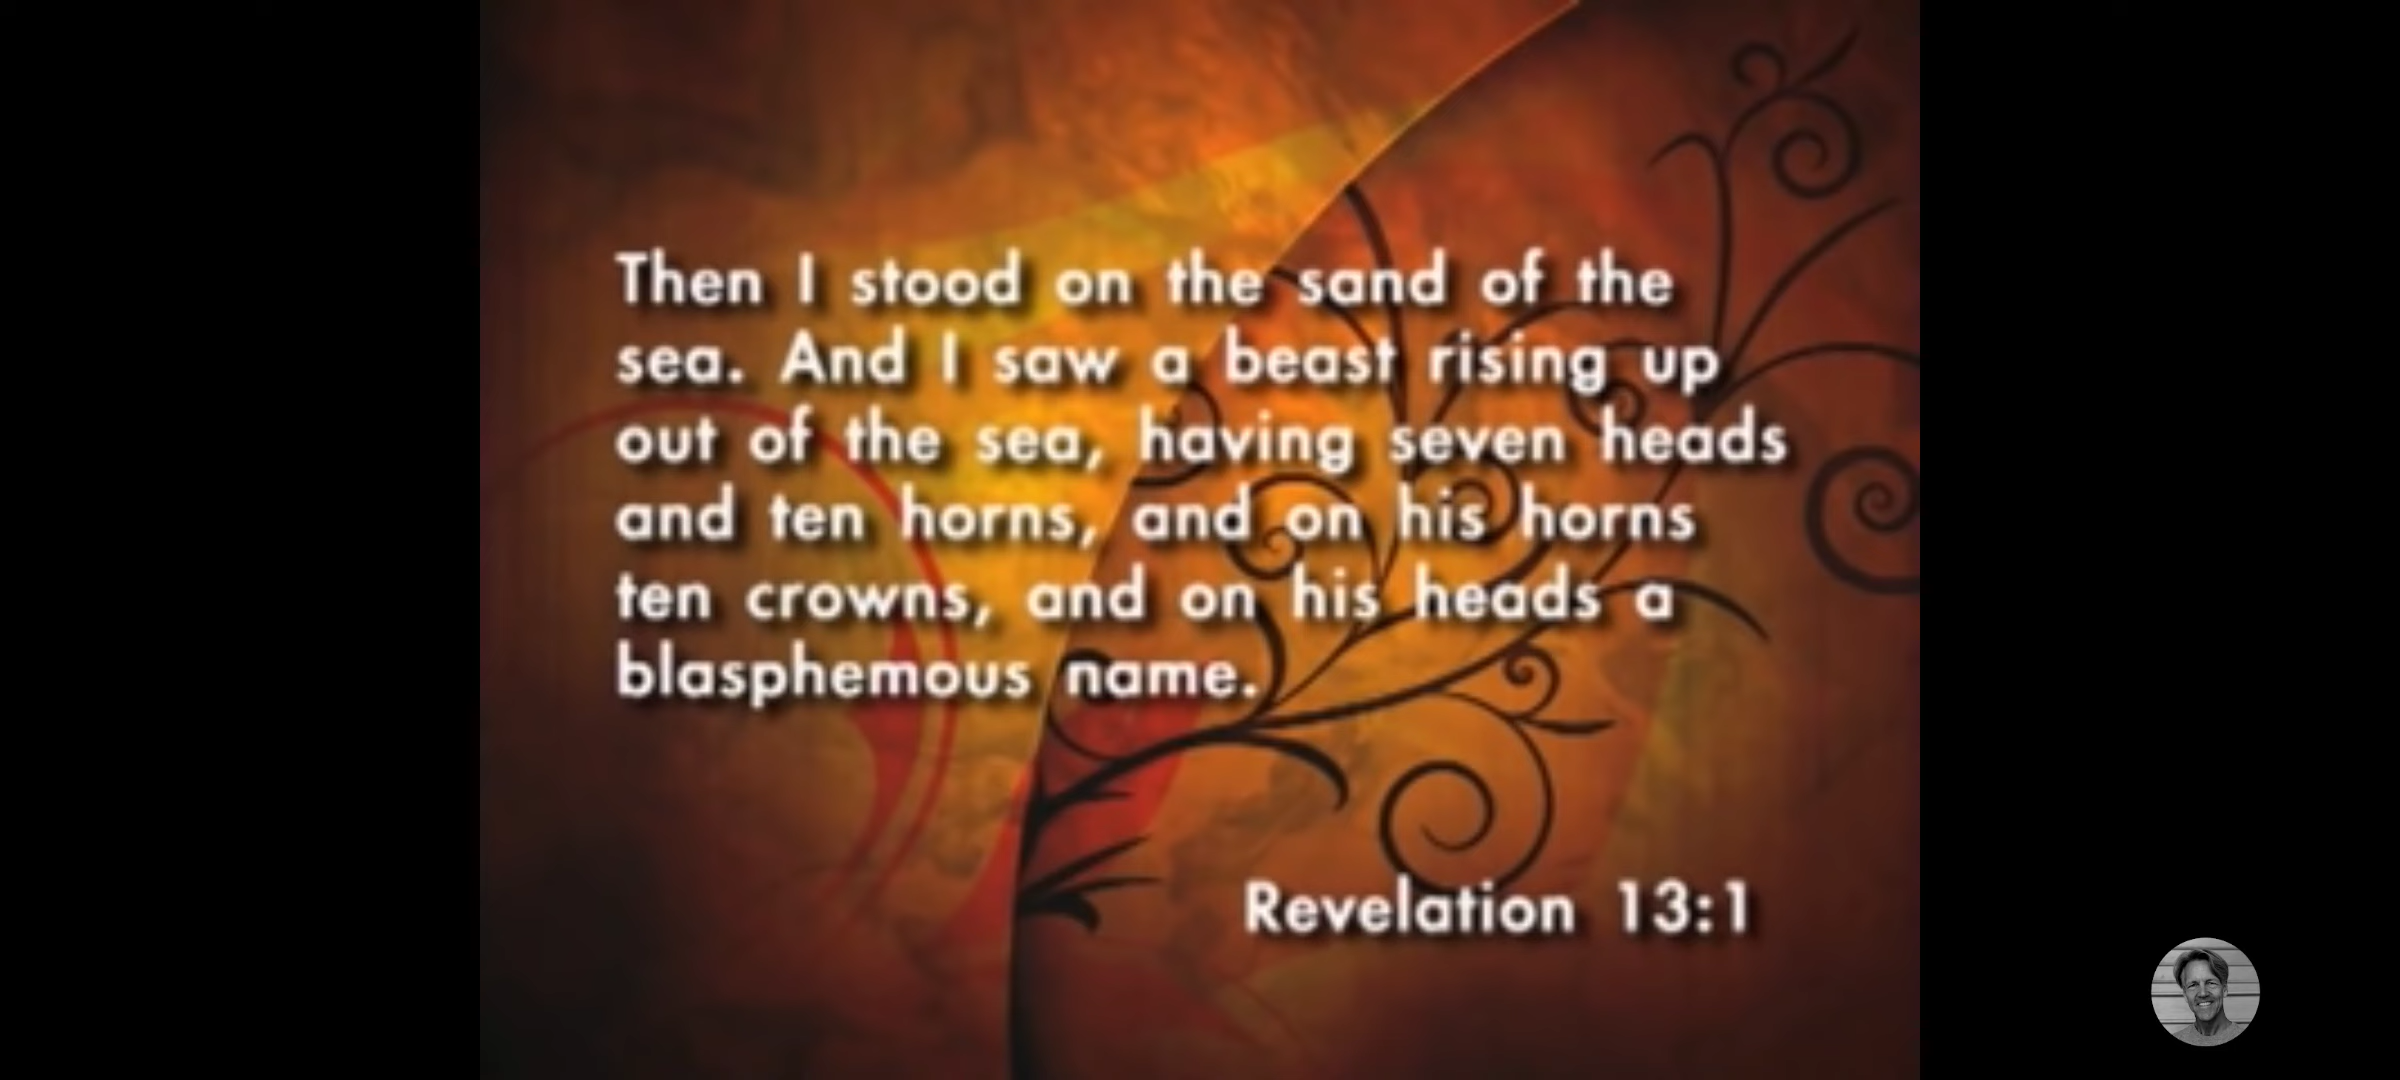 Then I stood on the sand of the
sea. And I saw a beast rising up
out of the sea, having seven heads
and ten horns, and on his horns
ten crowns, and on his heads a
blasphemous name.
Revelation 13:1